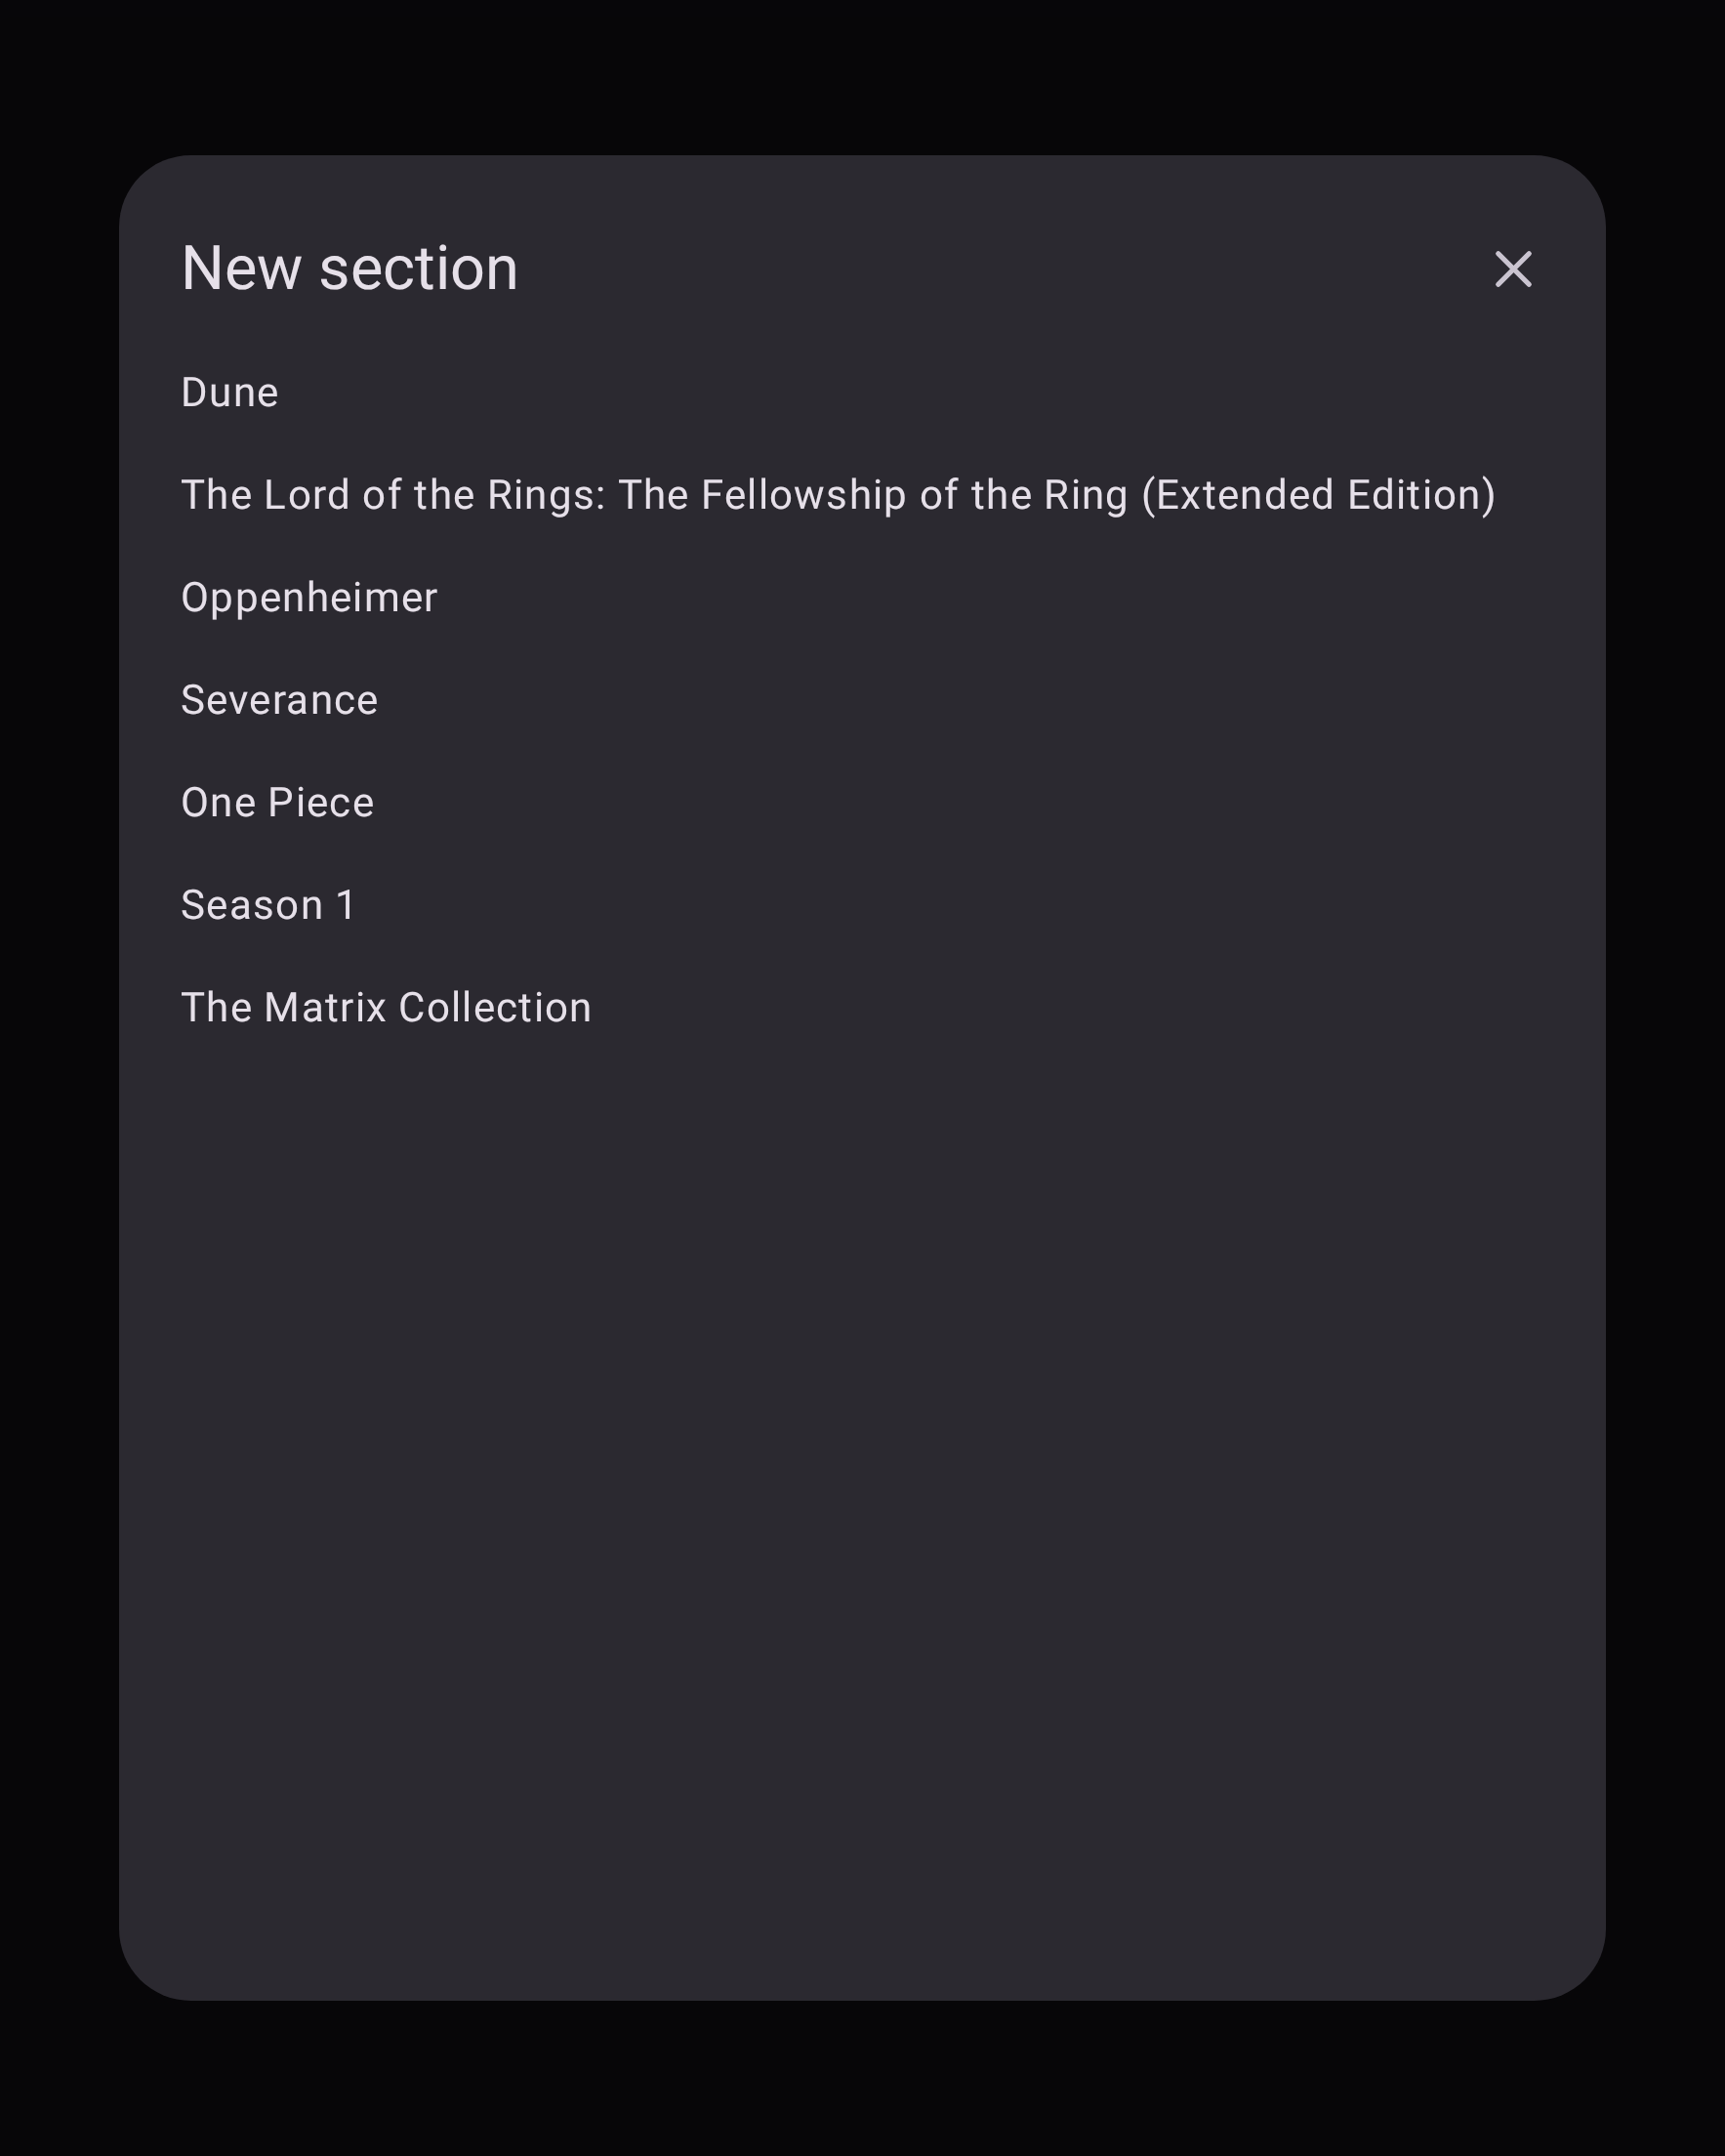 New section
Dune
The Lord of the Rings: The Fellowship of the Ring (Extended Edition)
Oppenheimer
Severance
One Piece
Season 1
The Matrix Collection